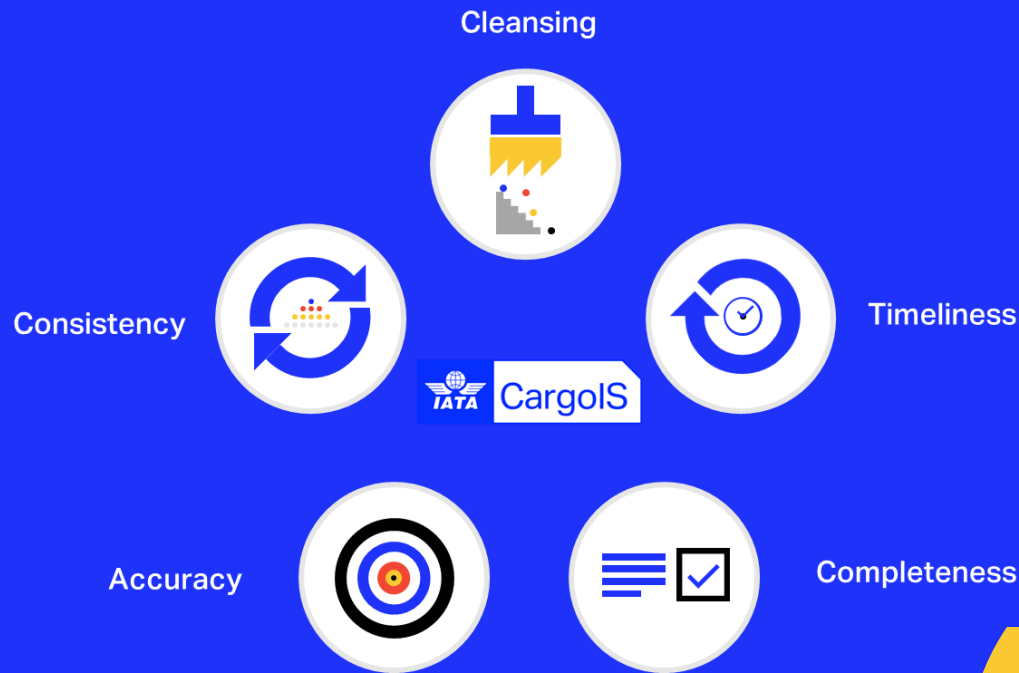 Cleansing
Consistency
Timeliness
IATA
CargoIS
Accuracy
Completeness